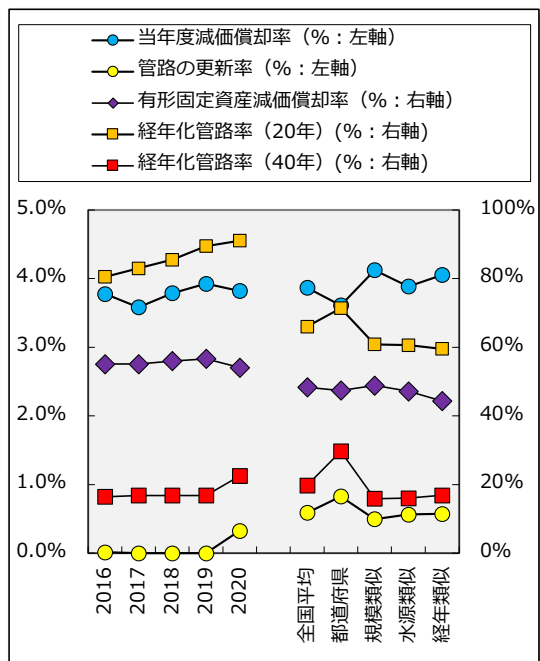 当年度減価償却率（%：左軸）
管路の更新率（%：左軸）
有形固定資産減価償却率（%：右軸）
経年化管路率（20年）(%：右軸)
経年化管路率（40年）(%：右軸)
5.0%
4.0%
3.0%
2.0%
1.0%
0.0%
100%
80%
60%
40%
20%
0%
2016
2017
2018
2019
2020
全国平均
都道府県
規模類似
水源類似
経年類似